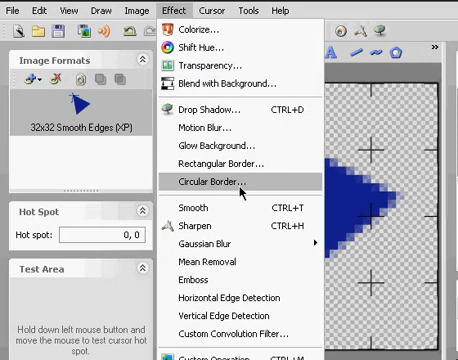 File Edit View Draw Image Effect Cursor Tools Help
Image Formats
32x32 Smooth Edges (XP)
Hot Spot
Hot spot: 0, 0
Test Area
Hold down left mouse button and
move the mouse to test cursor hot
spot.
Colorize...
Shift Hue...
Transparency...
Blend with Background...
Drop Shadow... CTRL+D
Motion Blur...
Glow Background...
Rectangular Border...
Circular Border...
Smooth CTRL+T
Sharpen CTRL+H
Gaussian Blur
Mean Removal
Emboss
Horizontal Edge Detection
Vertical Edge Detection
Custom Convolution Filter...
Custom Operation... CTRL+M